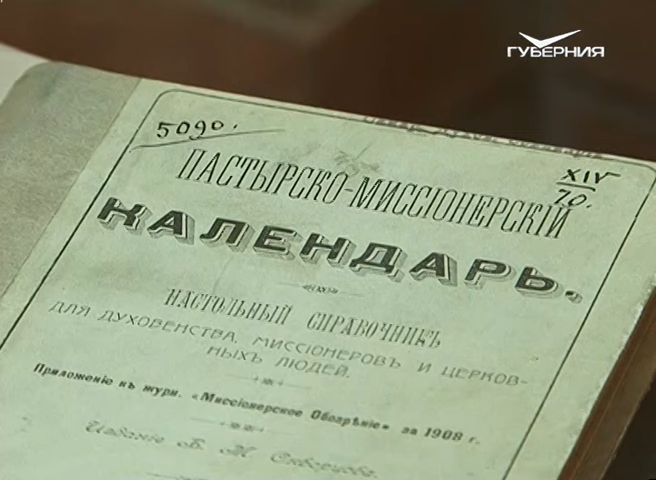 ГУБЕРНИЯ
5090.
XIV
70.
ПАСТЫРСКО-МИССІОНЕРСКІЙ
КАЛЕНДАРЬ.
НАСТОЛЬНЫЙ СПРАВОЧНИКЪ
ДЛЯ ДУХОВЕНСТВА, МИССІОНЕРОВЪ И ЦЕРКОВ-
НЫХЪ ЛЮДЕЙ.
Приложеніе къ журн. «Миссіонерское Обозрѣніе» за 1908 г.
Изданіе В. М. Скворцова.